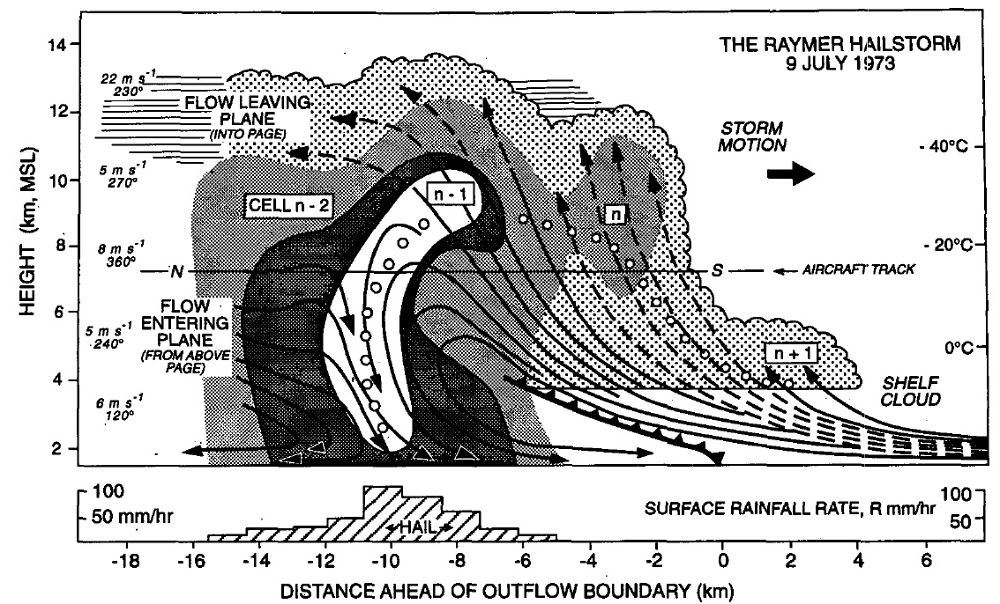 THE RAYMER HAILSTORM
9 JULY 1973
14
12
10
8
6
4
2
HEIGHT (km, MSL)
22 m s⁻¹
230°
FLOW LEAVING
PLANE
(INTO PAGE)
5 m s⁻¹
270°
CELL n - 2
n - 1
n
STORM
MOTION
- 40°C
- 20°C
0°C
8 m s⁻¹
360°
N
S
AIRCRAFT TRACK
FLOW
ENTERING
PLANE
(FROM ABOVE
PAGE)
5 m s⁻¹
240°
n + 1
SHELF
CLOUD
6 m s⁻¹
120°
100
50 mm/hr
HAIL
SURFACE RAINFALL RATE, R mm/hr
100
50
-18 -16 -14 -12 -10 -8 -6 -4 -2 0 2 4 6
DISTANCE AHEAD OF OUTFLOW BOUNDARY (km)